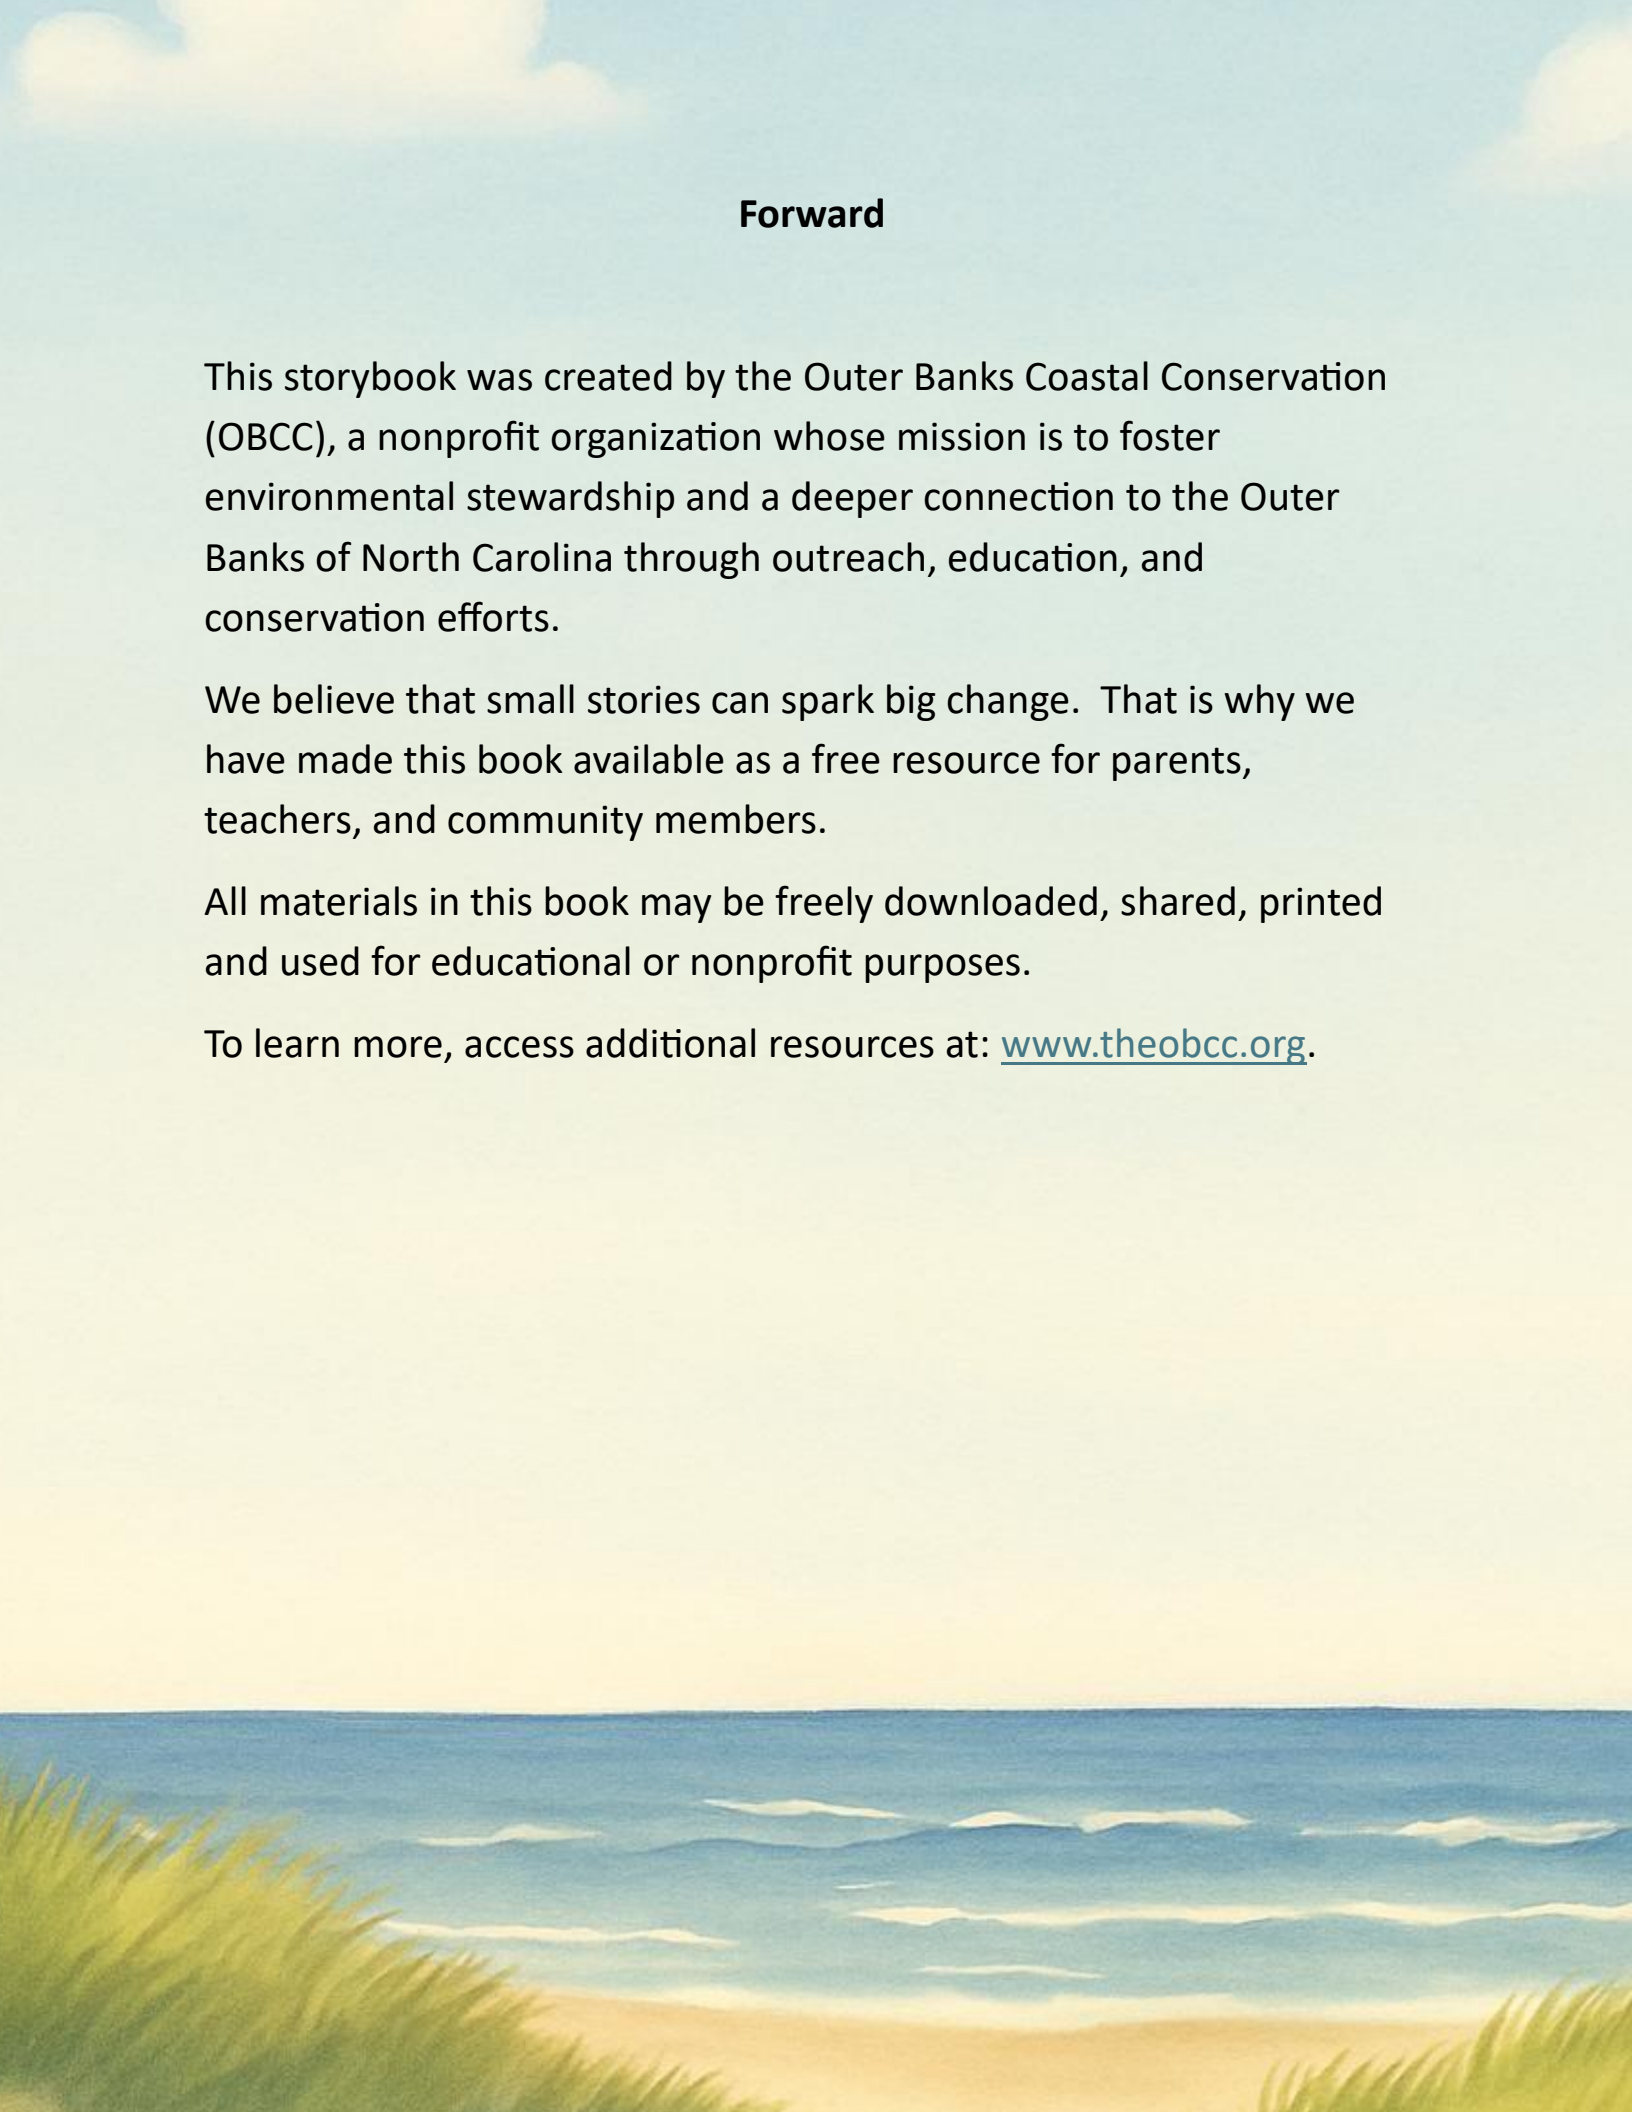 Forward
This storybook was created by the Outer Banks Coastal Conservation
(OBCC), a nonprofit organization whose mission is to foster
environmental stewardship and a deeper connection to the Outer
Banks of North Carolina through outreach, education, and
conservation efforts.
We believe that small stories can spark big change.  That is why we
have made this book available as a free resource for parents,
teachers, and community members.
All materials in this book may be freely downloaded, shared, printed
and used for educational or nonprofit purposes.
To learn more, access additional resources at: www.theobcc.org.